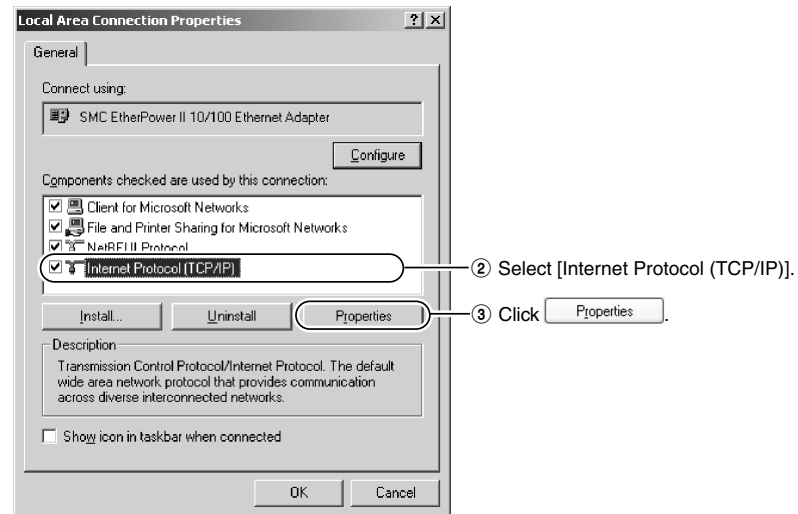 Local Area Connection Properties
General
Connect using:
SMC EtherPower II 10/100 Ethernet Adapter
Configure
Components checked are used by this connection:
Client for Microsoft Networks
File and Printer Sharing for Microsoft Networks
NetBEUI Protocol
Internet Protocol (TCP/IP)
② Select [Internet Protocol (TCP/IP)].
Install...
Uninstall
Properties
③ Click Properties .
Description
Transmission Control Protocol/Internet Protocol. The default
wide area network protocol that provides communication
across diverse interconnected networks.
Show icon in taskbar when connected
OK
Cancel